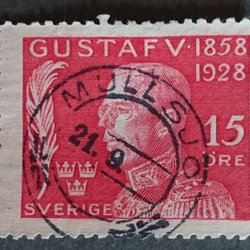 GUSTAF V · 1858
1928
MULLSJÖ
15
ÖRE
21.9.
SVERIGE